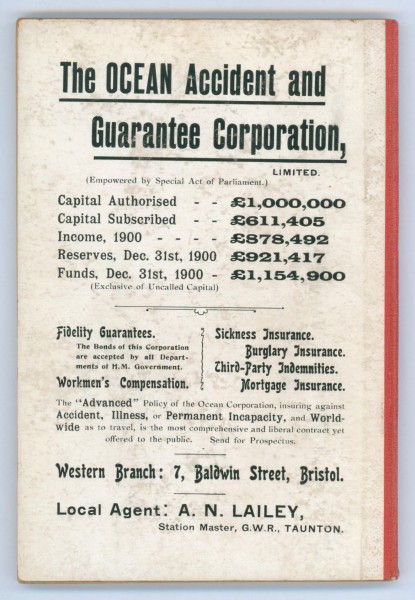 The OCEAN Accident and
Guarantee Corporation,
LIMITED.
(Empowered by Special Act of Parliament.)
Capital Authorised - - £1,000,000
Capital Subscribed - - £611,405
Income, 1900 - - - - £878,492
Reserves, Dec. 31st, 1900 £921,417
Funds, Dec. 31st, 1900 - £1,154,900
(Exclusive of Uncalled Capital)
Fidelity Guarantees.
The Bonds of this Corporation
are accepted by all Depart-
ments of H.M. Government.
Workmen's Compensation.
Sickness Insurance.
Burglary Insurance.
Third-Party Indemnities.
Mortgage Insurance.
The "Advanced" Policy of the Ocean Corporation, insuring against
Accident, Illness, or Permanent Incapacity, and World-
wide as to travel, is the most comprehensive and liberal contract yet
offered to the public. Send for Prospectus.
Western Branch: 7, Baldwin Street, Bristol.
Local Agent: A. N. LAILEY,
Station Master, G.W.R., TAUNTON.